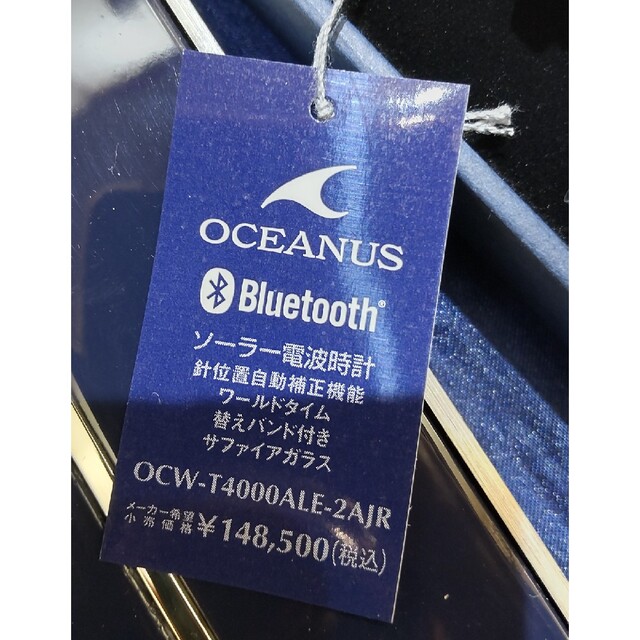 OCEANUS
Bluetooth®
ソーラー電波時計
針位置自動補正機能
ワールドタイム
替えバンド付き
サファイアガラス
OCW-T4000ALE-2AJR
メーカー希望
小売価格 ¥148,500(税込)